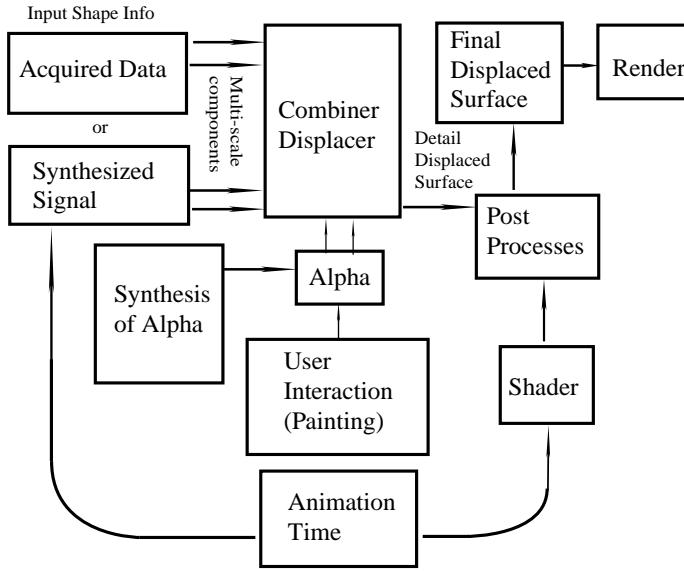 Input Shape Info
Acquired Data
or
Synthesized
Signal
Multi-scale
components
Combiner
Displacer
Detail
Displaced
Surface
Final
Displaced
Surface
Render
Post
Processes
Synthesis
of Alpha
Alpha
User
Interaction
(Painting)
Shader
Animation
Time